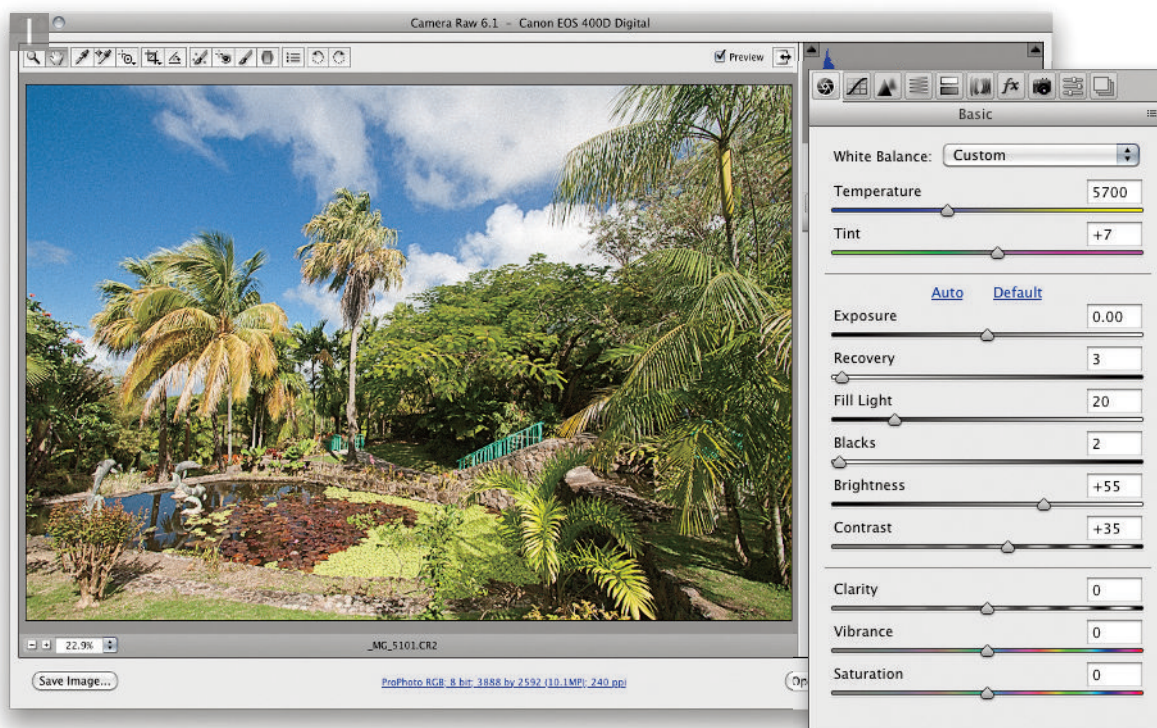 1
Camera Raw 6.1 – Canon EOS 400D Digital
Preview
Basic
White Balance: Custom
Temperature 5700
Tint +7
Auto Default
Exposure 0.00
Recovery 3
Fill Light 20
Blacks 2
Brightness +55
Contrast +35
Clarity 0
Vibrance 0
Saturation 0
22.9%
_MG_5101.CR2
Save Image...
ProPhoto RGB; 8 bit; 3888 by 2592 (10.1MP); 240 ppi
Op